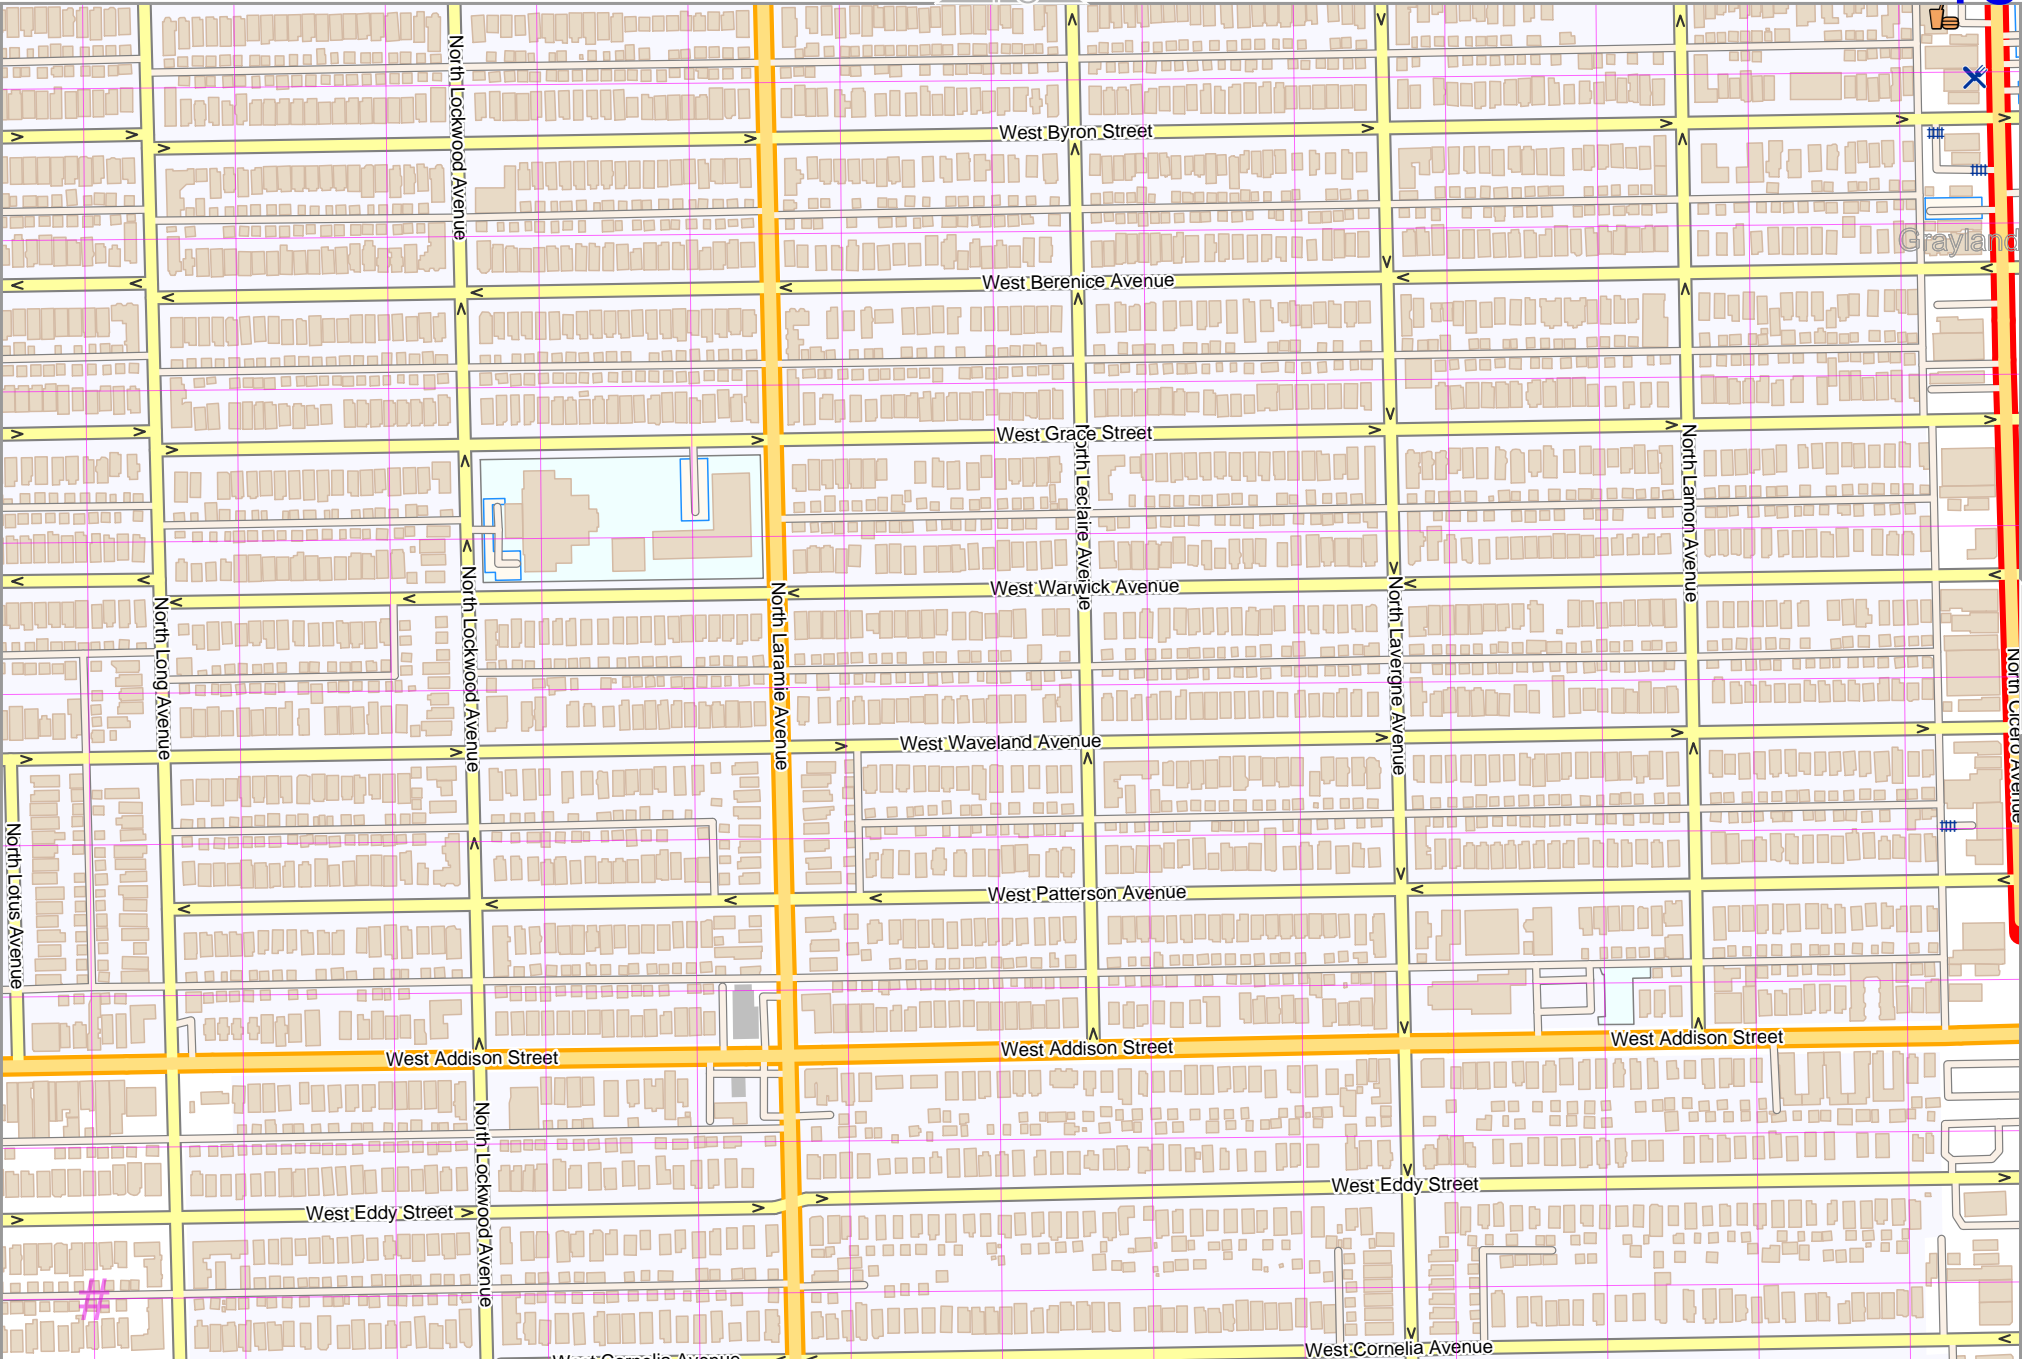 North Lockwood Avenue
West Byron Street
Grayland
West Berenice Avenue
West Grace Street
North Leclaire Avenue
North Lamon Avenue
West Warwick Avenue
North Long Avenue
North Lockwood Avenue
North Laramie Avenue
North Lavergne Avenue
North Cicero Avenue
West Waveland Avenue
North Lotus Avenue
West Patterson Avenue
West Addison Street
West Addison Street
West Addison Street
North Lockwood Avenue
West Eddy Street
West Eddy Street
#
West Cornelia Avenue
West Cornelia Avenue